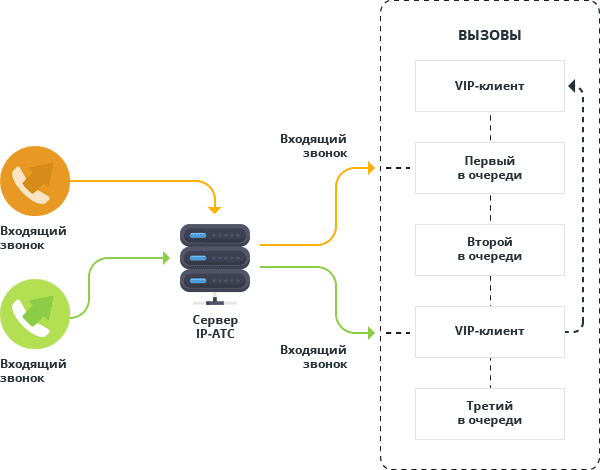 ВЫЗОВЫ
VIP-клиент
Входящий
звонок
Первый
в очереди
Входящий
звонок
Второй
в очереди
Сервер
IP-АТС
VIP-клиент
Входящий
звонок
Входящий
звонок
Третий
в очереди